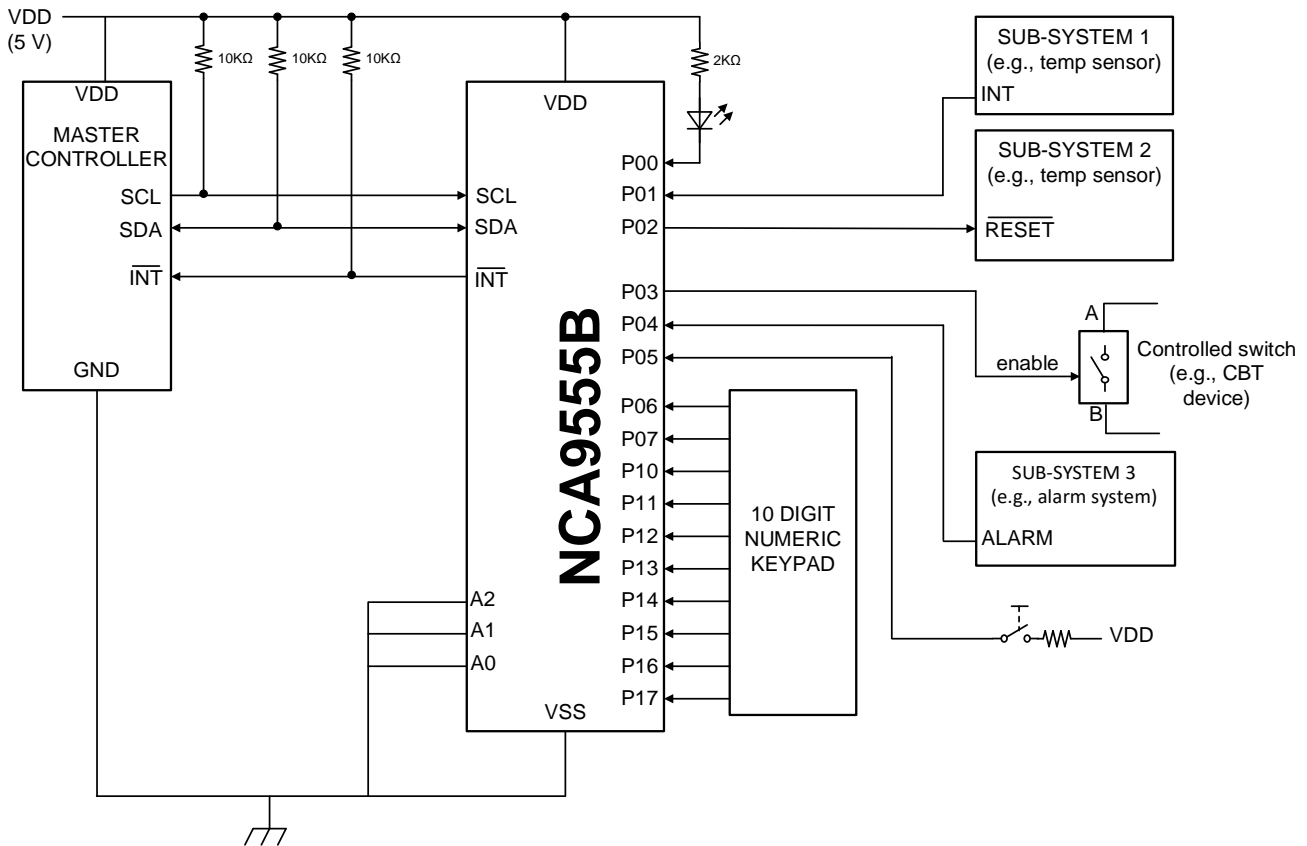 VDD
(5 V)
10KΩ
10KΩ
10KΩ
2KΩ
VDD
MASTER
CONTROLLER
SCL
SDA
INT
GND
VDD
SCL
SDA
INT
NCA9555B
A2
A1
A0
VSS
P00
P01
P02
P03
P04
P05
P06
P07
P10
P11
P12
P13
P14
P15
P16
P17
10 DIGIT
NUMERIC
KEYPAD
SUB-SYSTEM 1
(e.g., temp sensor)
INT
SUB-SYSTEM 2
(e.g., temp sensor)
RESET
enable
A
B
Controlled switch
(e.g., CBT
device)
SUB-SYSTEM 3
(e.g., alarm system)
ALARM
VDD